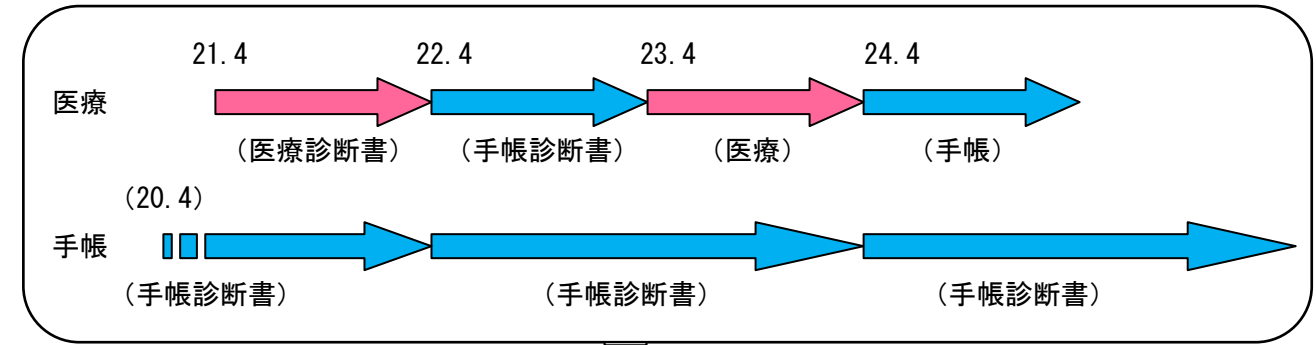 21.4 22.4 23.4 24.4
医療
（医療診断書） （手帳診断書） （医療） （手帳）
(20.4)
手帳
（手帳診断書） （手帳診断書） （手帳診断書）